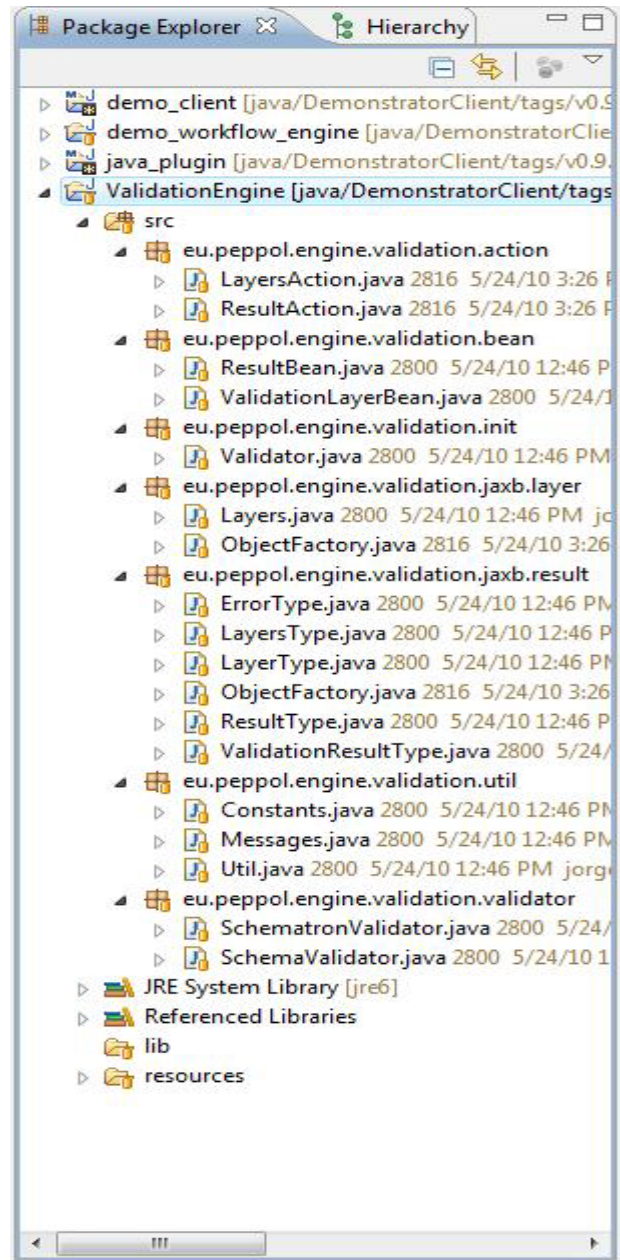 Package Explorer Hierarchy
demo_client [java/DemonstratorClient/tags/v0.9
demo_workflow_engine [java/DemonstratorClie
java_plugin [java/DemonstratorClient/tags/v0.9.
ValidationEngine [java/DemonstratorClient/tags
src
eu.peppol.engine.validation.action
LayersAction.java 2816 5/24/10 3:26 P
ResultAction.java 2816 5/24/10 3:26 P
eu.peppol.engine.validation.bean
ResultBean.java 2800 5/24/10 12:46 P
ValidationLayerBean.java 2800 5/24/1
eu.peppol.engine.validation.init
Validator.java 2800 5/24/10 12:46 PM
eu.peppol.engine.validation.jaxb.layer
Layers.java 2800 5/24/10 12:46 PM jo
ObjectFactory.java 2816 5/24/10 3:26
eu.peppol.engine.validation.jaxb.result
ErrorType.java 2800 5/24/10 12:46 PM
LayersType.java 2800 5/24/10 12:46 P
LayerType.java 2800 5/24/10 12:46 PM
ObjectFactory.java 2816 5/24/10 3:26
ResultType.java 2800 5/24/10 12:46 P
ValidationResultType.java 2800 5/24/
eu.peppol.engine.validation.util
Constants.java 2800 5/24/10 12:46 PM
Messages.java 2800 5/24/10 12:46 PM
Util.java 2800 5/24/10 12:46 PM jorge
eu.peppol.engine.validation.validator
SchematronValidator.java 2800 5/24/
SchemaValidator.java 2800 5/24/10 1
JRE System Library [jre6]
Referenced Libraries
lib
resources